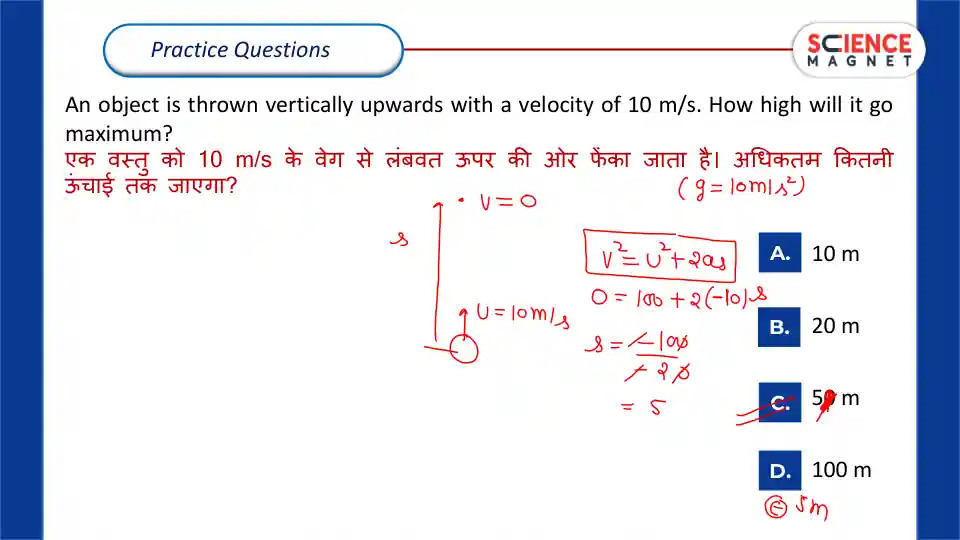 Practice Questions
SCIENCE
MAGNET
An object is thrown vertically upwards with a velocity of 10 m/s. How high will it go
maximum?
एक वस्तु को 10 m/s के वेग से लंबवत ऊपर की ओर फेंका जाता है। अधिकतम कितनी
ऊंचाई तक जाएगा?
(g=10m/s²)
V=0
s
V²=U²+2as
0=100+2(-10)s
U=10m/s
s=-100
-20
=5
A. 10 m
B. 20 m
C. 5 m
D. 100 m
E 5m